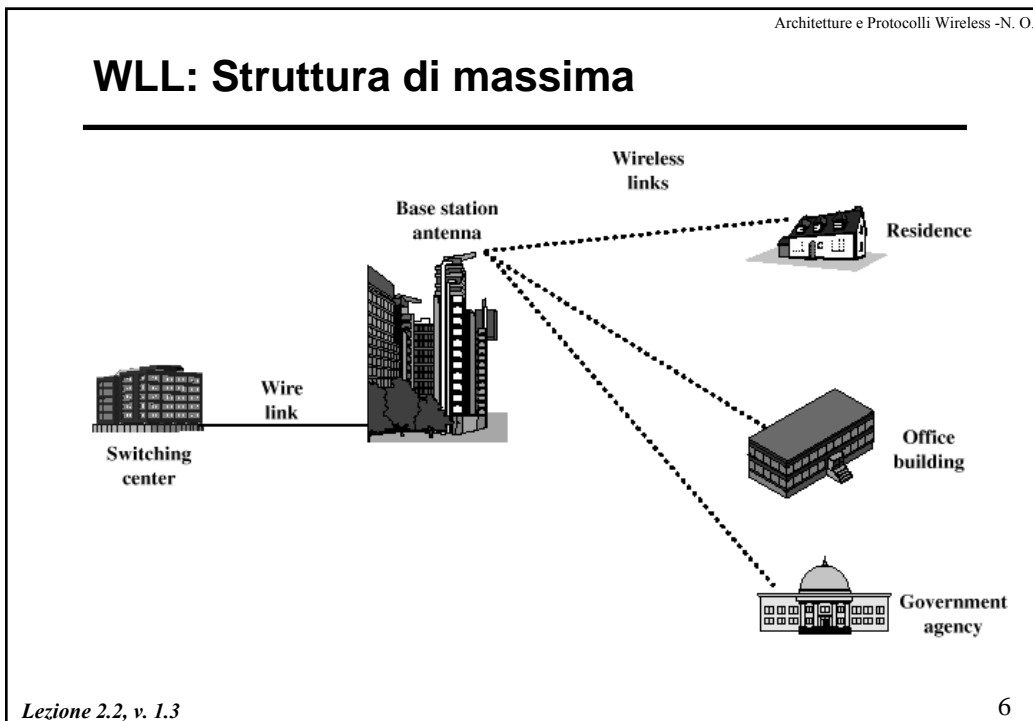 Architetture e Protocolli Wireless -N. O.
WLL: Struttura di massima
Wireless
links
Base station
antenna
Residence
Wire
link
Switching
center
Office
building
Government
agency
Lezione 2.2, v. 1.3
6